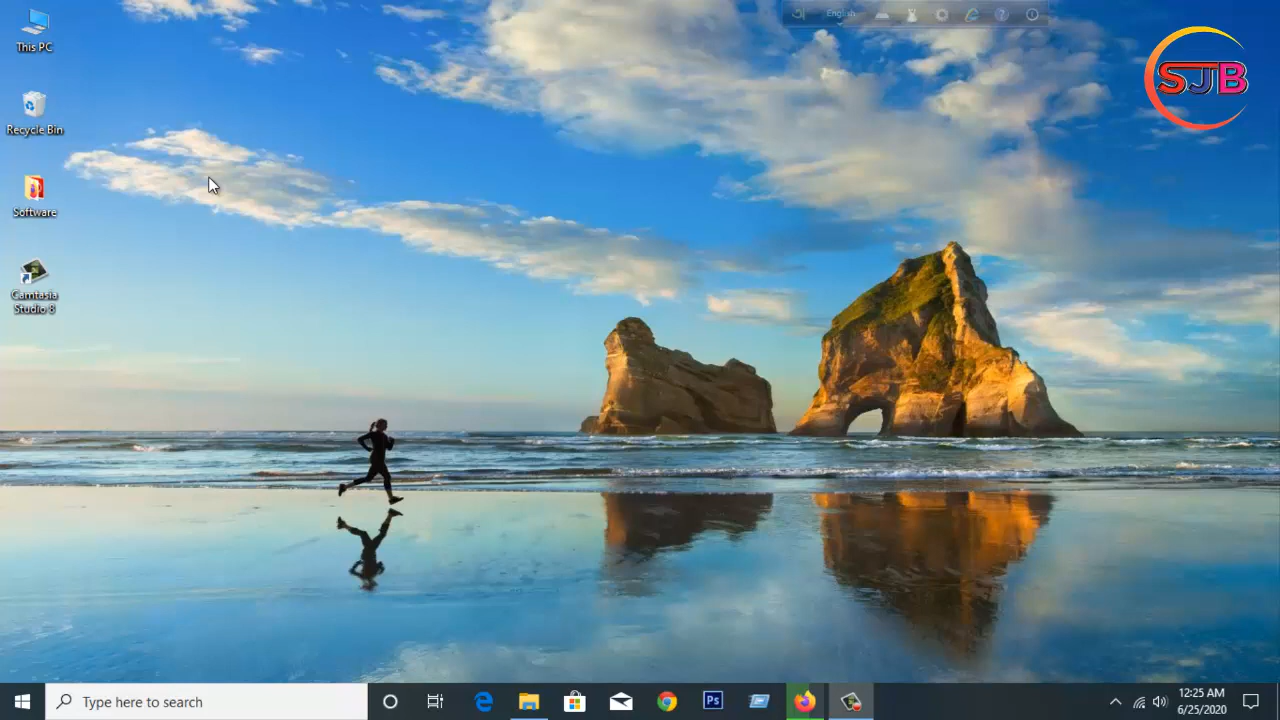 English
SJB
This PC
Recycle Bin
Software
Camtasia
Studio 8
Type here to search
Ps
12:25 AM
6/25/2020